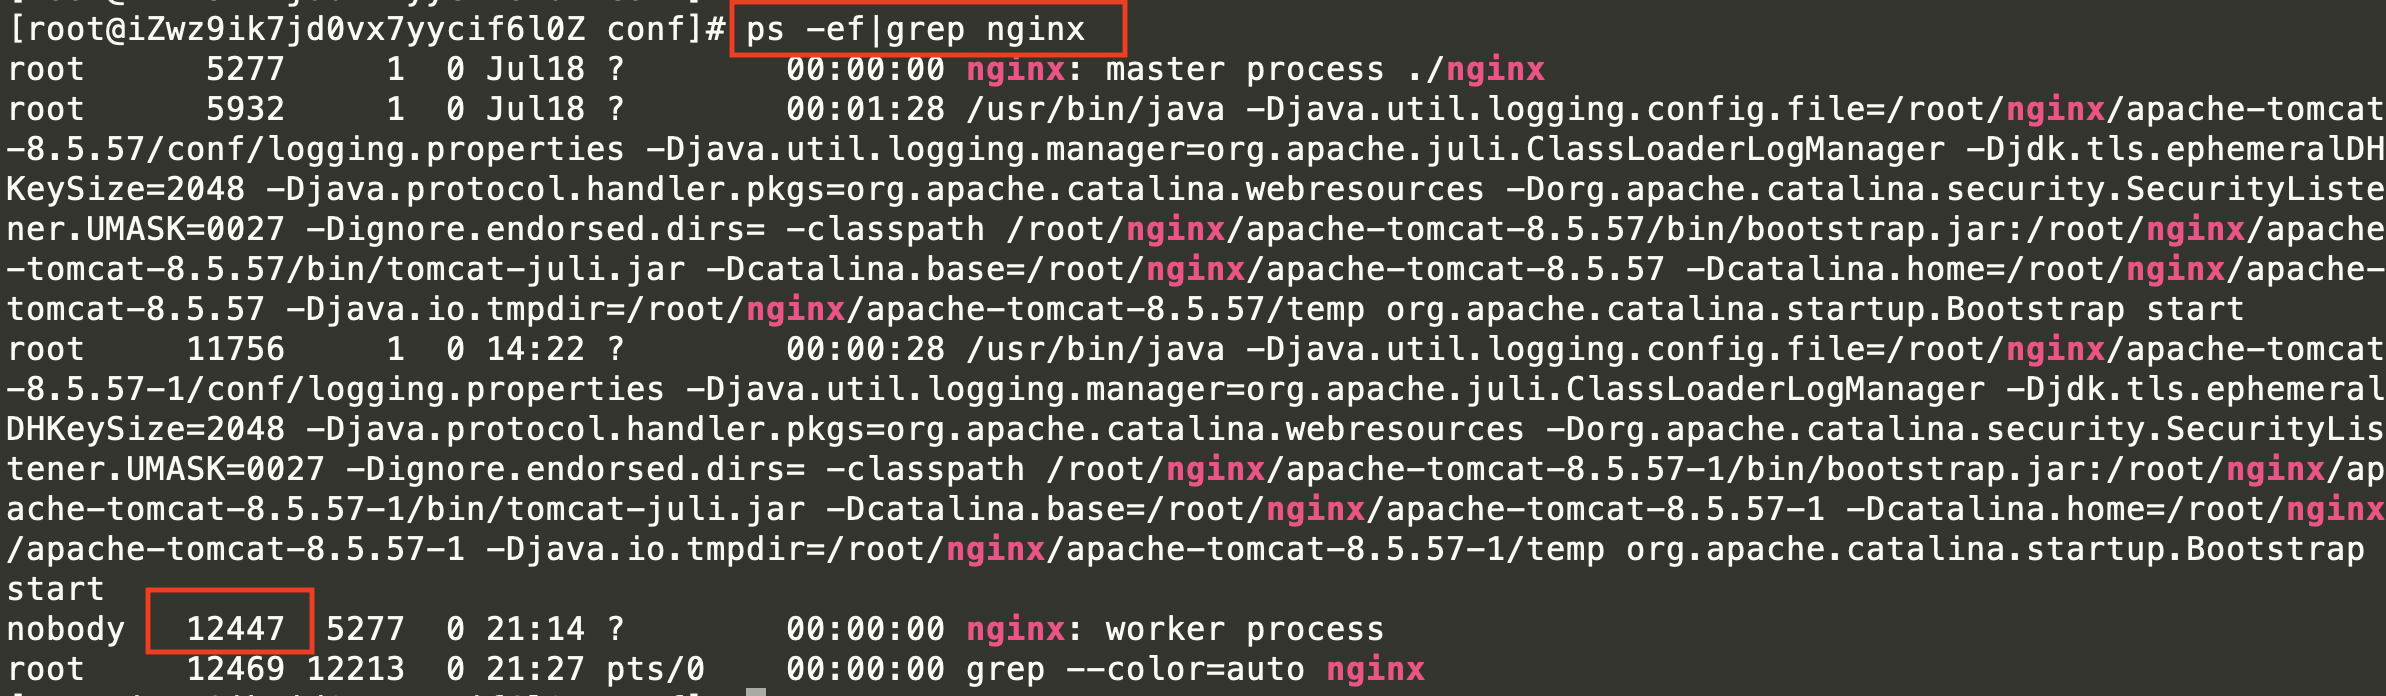 [root@iZwz9ik7jd0vx7yycif6l0Z conf]# ps -ef|grep nginx
root      5277     1  0 Jul18 ?        00:00:00 nginx: master process ./nginx
root      5932     1  0 Jul18 ?        00:01:28 /usr/bin/java -Djava.util.logging.config.file=/root/nginx/apache-tomcat
-8.5.57/conf/logging.properties -Djava.util.logging.manager=org.apache.juli.ClassLoaderLogManager -Djdk.tls.ephemeralDH
KeySize=2048 -Djava.protocol.handler.pkgs=org.apache.catalina.webresources -Dorg.apache.catalina.security.SecurityListe
ner.UMASK=0027 -Dignore.endorsed.dirs= -classpath /root/nginx/apache-tomcat-8.5.57/bin/bootstrap.jar:/root/nginx/apache
-tomcat-8.5.57/bin/tomcat-juli.jar -Dcatalina.base=/root/nginx/apache-tomcat-8.5.57 -Dcatalina.home=/root/nginx/apache-
tomcat-8.5.57 -Djava.io.tmpdir=/root/nginx/apache-tomcat-8.5.57/temp org.apache.catalina.startup.Bootstrap start
root     11756     1  0 14:22 ?        00:00:28 /usr/bin/java -Djava.util.logging.config.file=/root/nginx/apache-tomcat
-8.5.57-1/conf/logging.properties -Djava.util.logging.manager=org.apache.juli.ClassLoaderLogManager -Djdk.tls.ephemeral
DHKeySize=2048 -Djava.protocol.handler.pkgs=org.apache.catalina.webresources -Dorg.apache.catalina.security.SecurityLis
tener.UMASK=0027 -Dignore.endorsed.dirs= -classpath /root/nginx/apache-tomcat-8.5.57-1/bin/bootstrap.jar:/root/nginx/ap
ache-tomcat-8.5.57-1/bin/tomcat-juli.jar -Dcatalina.base=/root/nginx/apache-tomcat-8.5.57-1 -Dcatalina.home=/root/nginx
/apache-tomcat-8.5.57-1 -Djava.io.tmpdir=/root/nginx/apache-tomcat-8.5.57-1/temp org.apache.catalina.startup.Bootstrap
start
nobody   12447  5277  0 21:14 ?        00:00:00 nginx: worker process
root     12469 12213  0 21:27 pts/0    00:00:00 grep --color=auto nginx